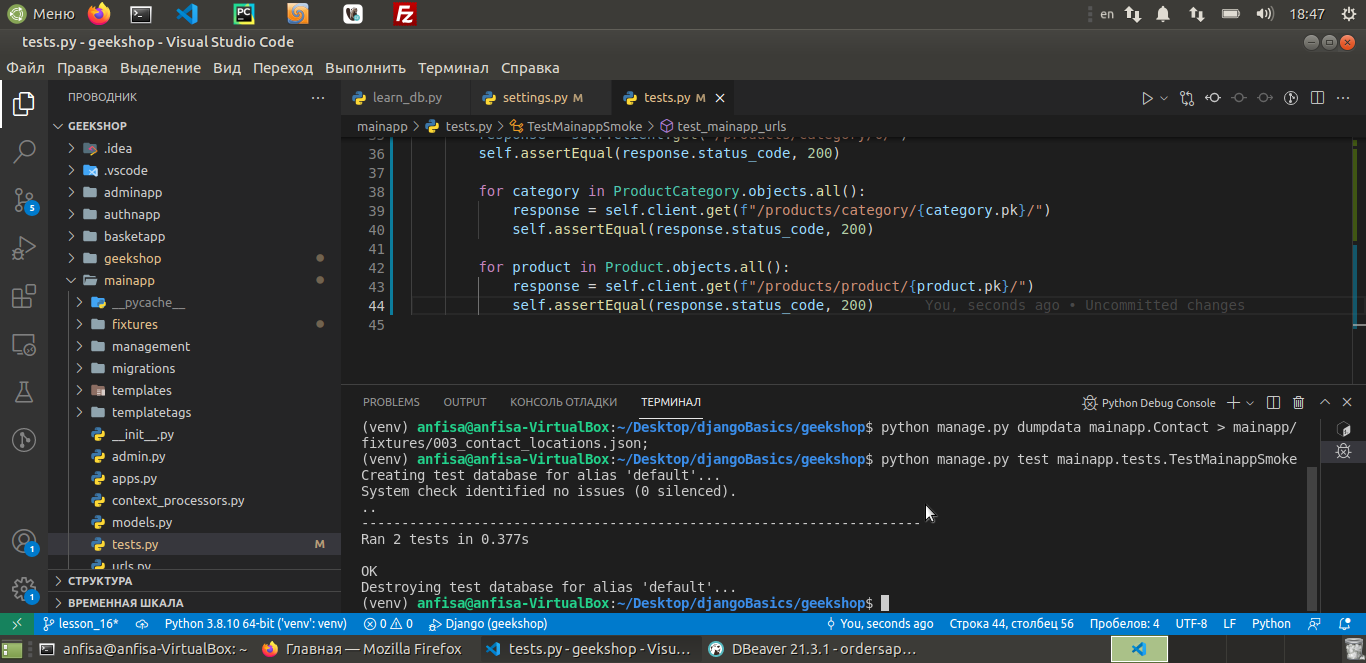 Меню
en
18:47
tests.py - geekshop - Visual Studio Code
Файл Правка Выделение Вид Переход Выполнить Терминал Справка
ПРОВОДНИК
learn_db.py settings.py M tests.py M
mainapp > tests.py > TestMainappSmoke > test_mainapp_urls
GEEKSHOP
.idea
.vscode
adminapp
authnapp
basketapp
geekshop
mainapp
__pycache__
fixtures
management
migrations
templates
templatetags
__init__.py
admin.py
apps.py
context_processors.py
models.py
tests.py M
urls.py
СТРУКТУРА
ВРЕМЕННАЯ ШКАЛА
5
1
1
36 self.assertEqual(response.status_code, 200)
37
38 for category in ProductCategory.objects.all():
39 response = self.client.get(f"/products/category/{category.pk}/")
40 self.assertEqual(response.status_code, 200)
41
42 for product in Product.objects.all():
43 response = self.client.get(f"/products/product/{product.pk}/")
44 self.assertEqual(response.status_code, 200) You, seconds ago • Uncommitted changes
45
PROBLEMS OUTPUT КОНСОЛЬ ОТЛАДКИ ТЕРМИНАЛ
Python Debug Console
(venv) anfisa@anfisa-VirtualBox:~/Desktop/djangoBasics/geekshop$ python manage.py dumpdata mainapp.Contact > mainapp/
fixtures/003_contact_locations.json;
(venv) anfisa@anfisa-VirtualBox:~/Desktop/djangoBasics/geekshop$ python manage.py test mainapp.tests.TestMainappSmoke
Creating test database for alias 'default'...
System check identified no issues (0 silenced).
..
----------------------------------------------------------------------
Ran 2 tests in 0.377s
OK
Destroying test database for alias 'default'...
(venv) anfisa@anfisa-VirtualBox:~/Desktop/djangoBasics/geekshop$
lesson_16* Python 3.8.10 64-bit ('venv': venv) 0 0 Django (geekshop) You, seconds ago Строка 44, столбец 56 Пробелов: 4 UTF-8 LF Python
anfisa@anfisa-VirtualBox: ~ Главная — Mozilla Firefox tests.py - geekshop - Visu... DBeaver 21.3.1 - ordersap...